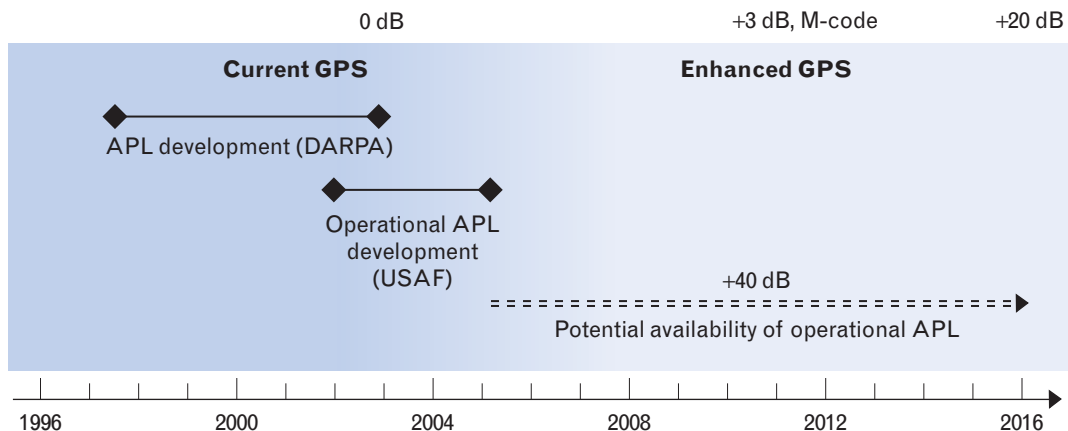 0 dB
+3 dB, M-code
+20 dB
Current GPS
Enhanced GPS
APL development (DARPA)
Operational APL
development
(USAF)
+40 dB
Potential availability of operational APL
1996
2000
2004
2008
2012
2016